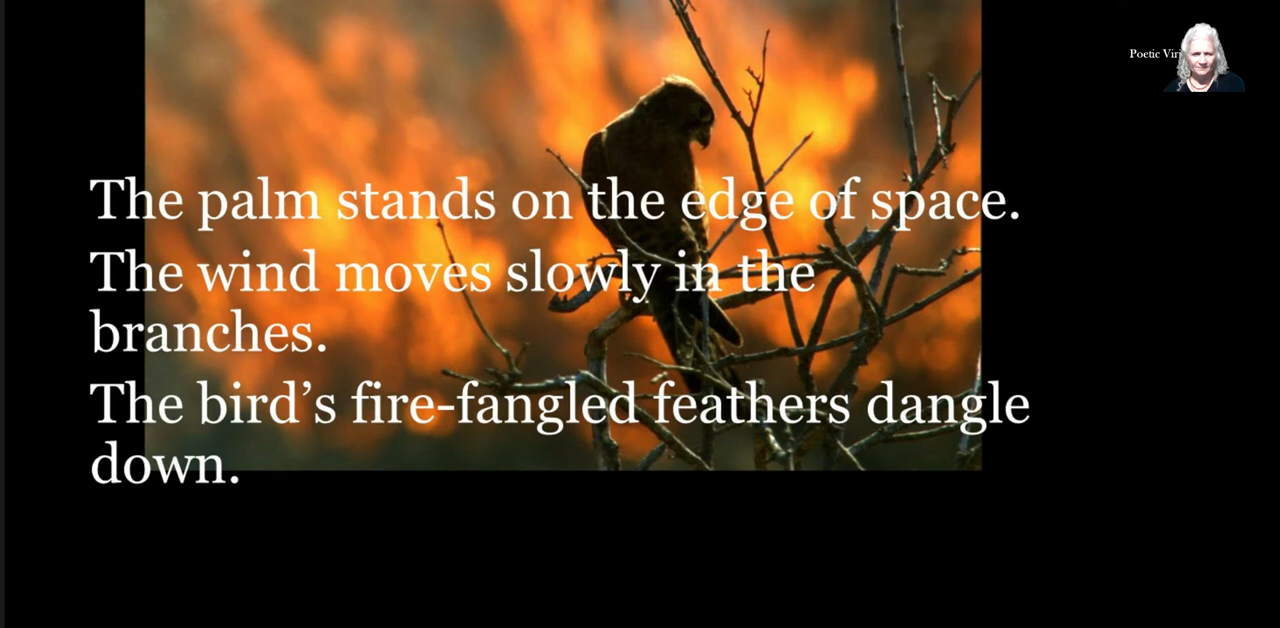 Poetic
The palm stands on the edge of space.
The wind moves slowly in the
branches.
The bird’s fire-fangled feathers dangle
down.